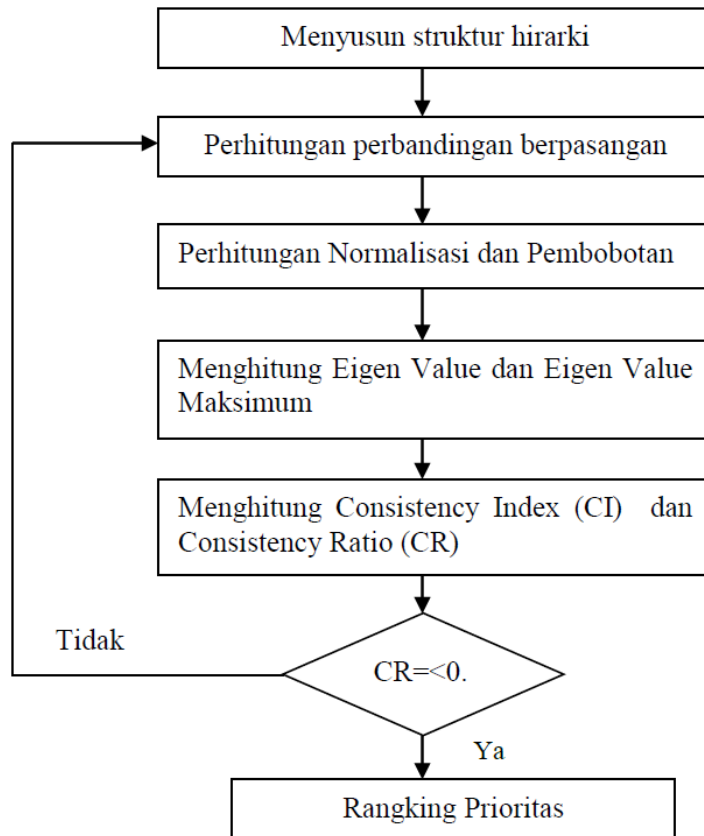 Menyusun struktur hirarki
Perhitungan perbandingan berpasangan
Perhitungan Normalisasi dan Pembobotan
Menghitung Eigen Value dan Eigen Value
Maksimum
Menghitung Consistency Index (CI) dan
Consistency Ratio (CR)
Tidak
CR=<0.
Ya
Rangking Prioritas